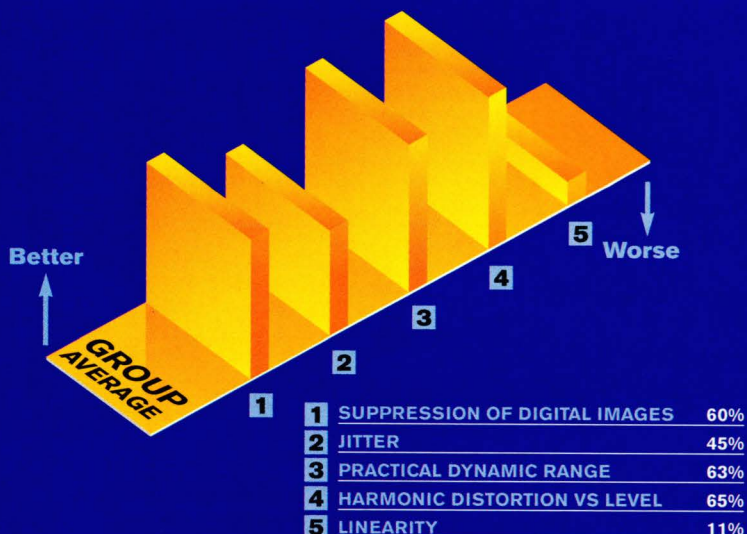 Better
GROUP
AVERAGE
1
2
3
4
5
Worse
1 SUPPRESSION OF DIGITAL IMAGES 60%
2 JITTER 45%
3 PRACTICAL DYNAMIC RANGE 63%
4 HARMONIC DISTORTION VS LEVEL 65%
5 LINEARITY 11%